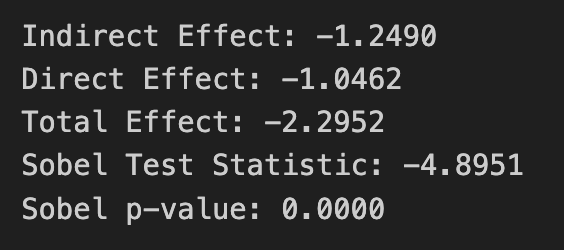 Indirect Effect: -1.2490
Direct Effect: -1.0462
Total Effect: -2.2952
Sobel Test Statistic: -4.8951
Sobel p-value: 0.0000